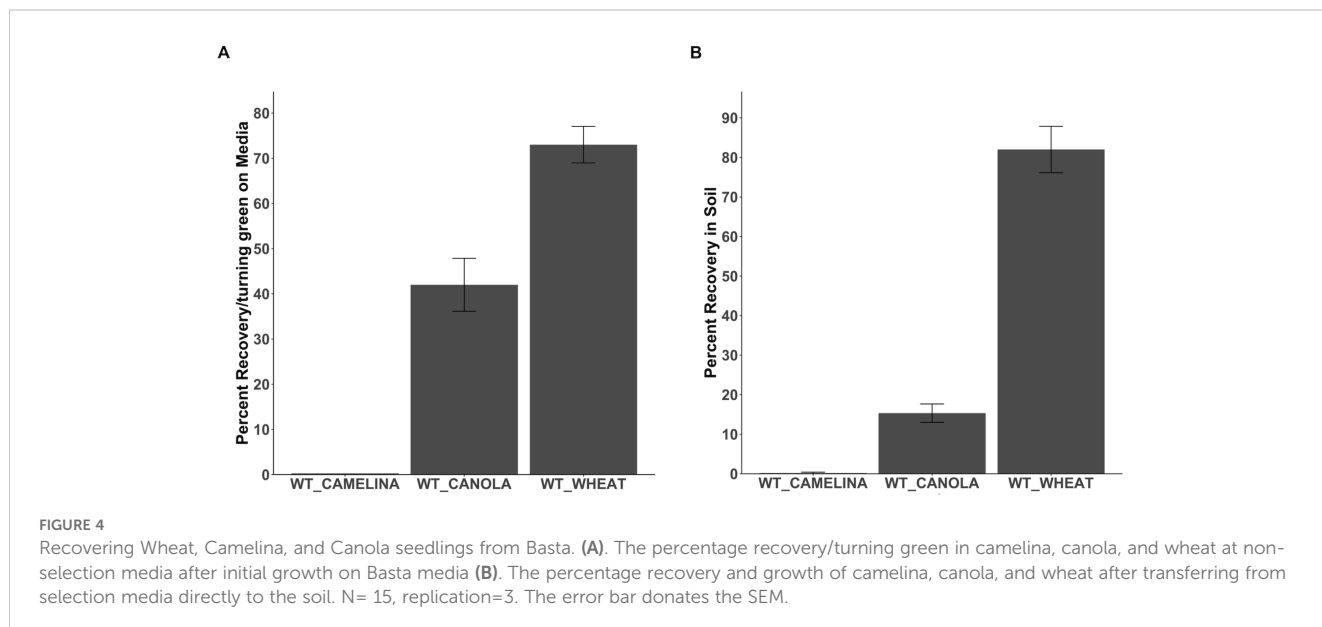 A
B
Percent Recovery/turning green on Media
80
70
60
50
40
30
20
10
0
WT_CAMELINA WT_CANOLA WT_WHEAT
Percent Recovery in Soil
90
80
70
60
50
40
30
20
10
0
WT_CAMELINA WT_CANOLA WT_WHEAT
FIGURE 4
Recovering Wheat, Camelina, and Canola seedlings from Basta. (A). The percentage recovery/turning green in camelina, canola, and wheat at non-
selection media after initial growth on Basta media (B). The percentage recovery and growth of camelina, canola, and wheat after transferring from
selection media directly to the soil. N= 15, replication=3. The error bar donates the SEM.